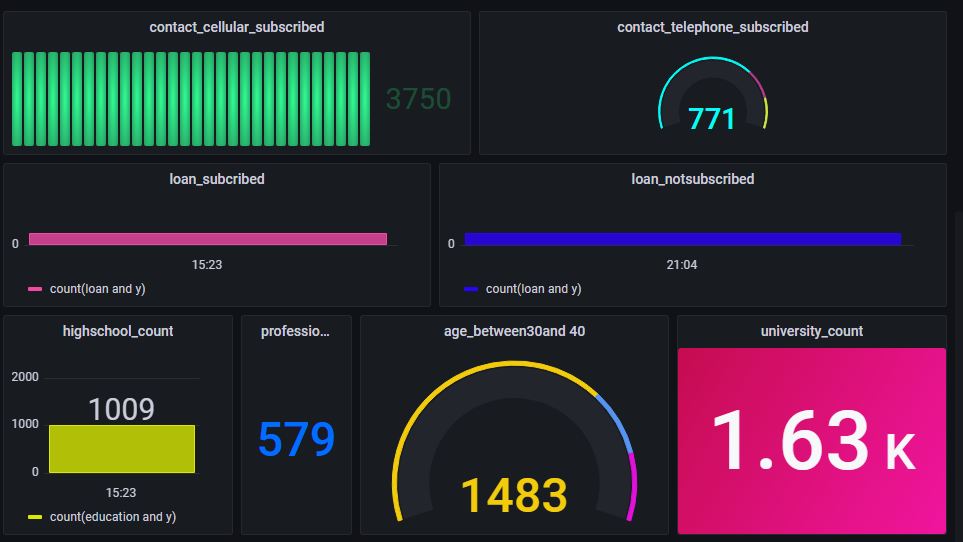 contact_cellular_subscribed
3750
contact_telephone_subscribed
771
loan_subcribed
0
15:23
count(loan and y)
loan_notsubscribed
0
21:04
count(loan and y)
highschool_count
2000
1009
1000
0
15:23
count(education and y)
professio...
579
age_between30and 40
1483
university_count
1.63 K